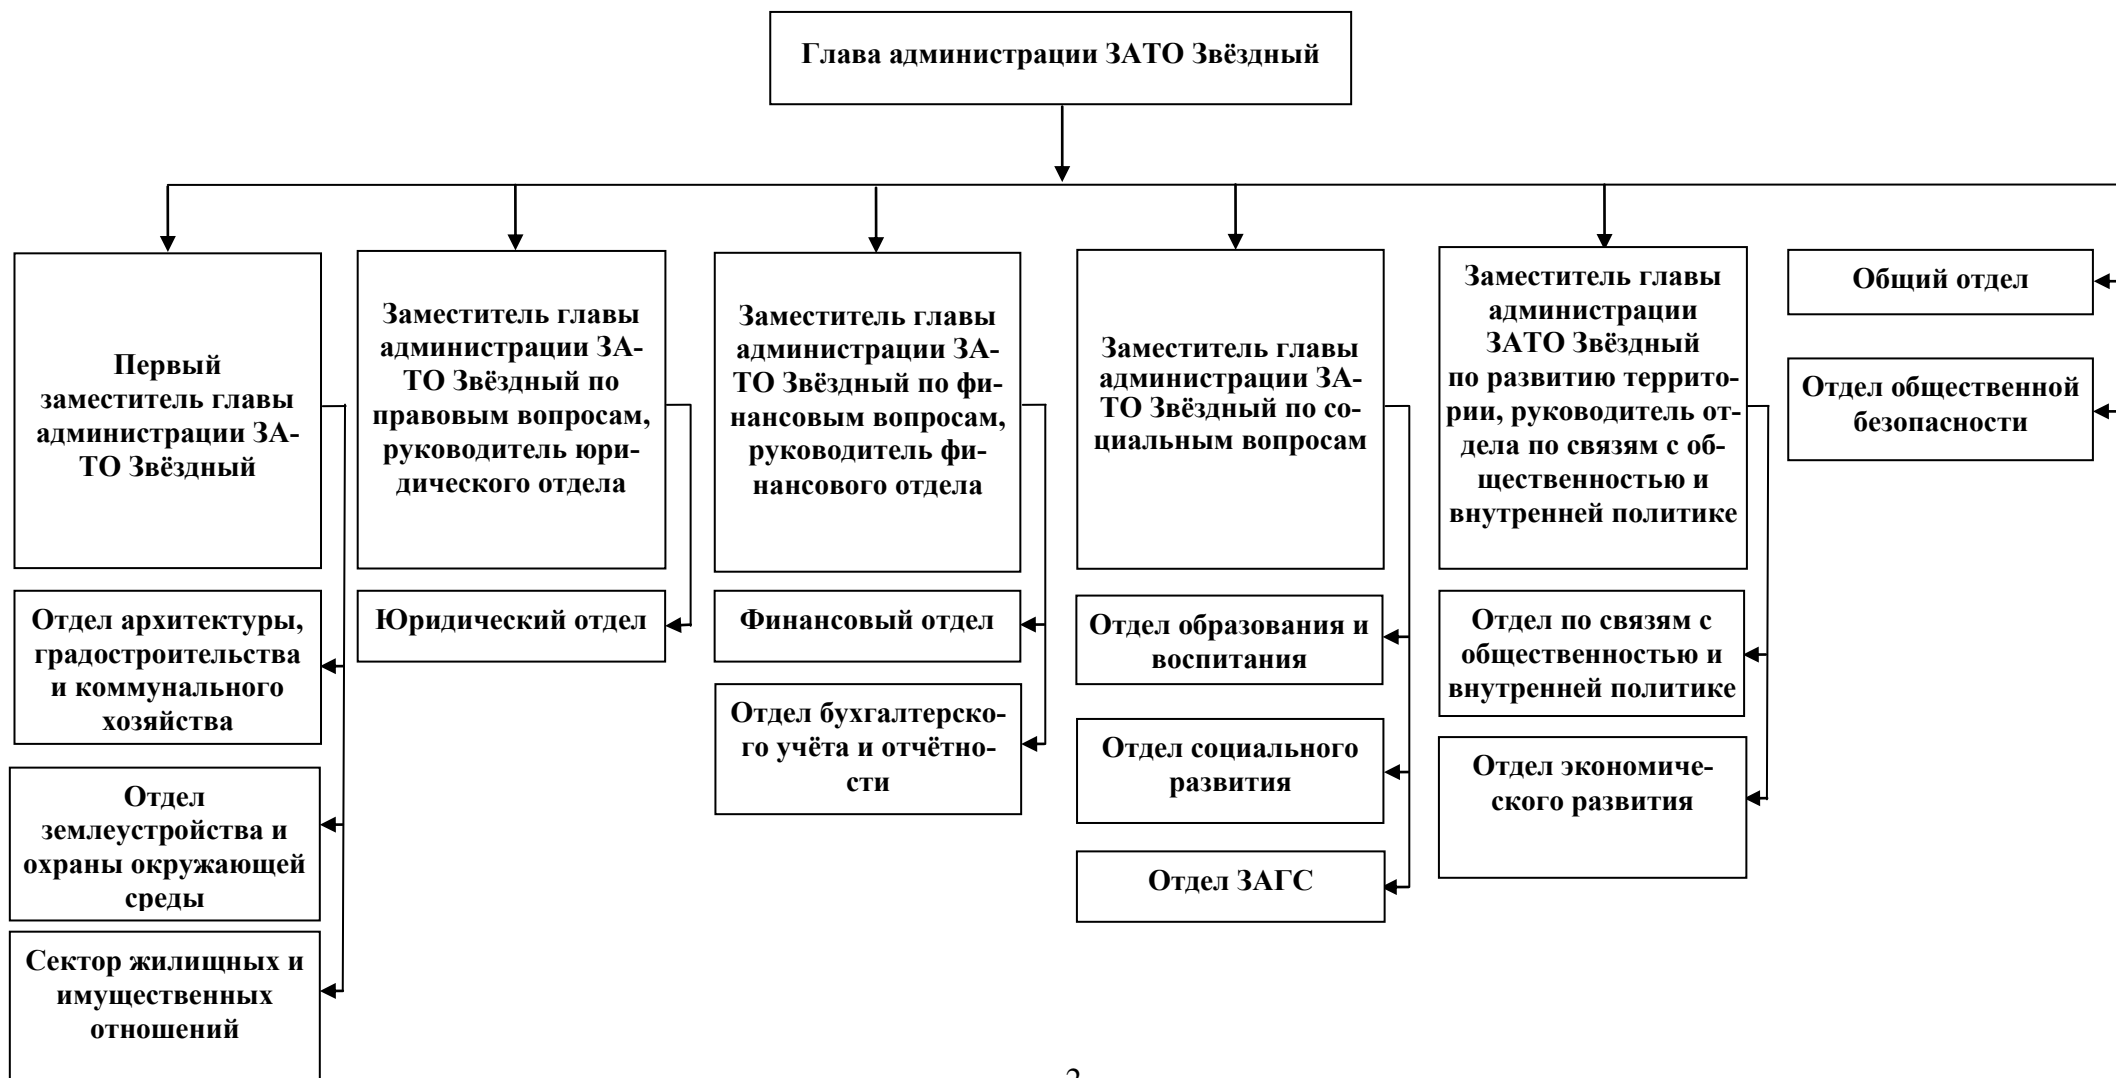 Глава администрации ЗАТО Звёздный
Первый
заместитель главы
администрации ЗА-
ТО Звёздный
Заместитель главы
администрации ЗА-
ТО Звёздный по
правовым вопросам,
руководитель юри-
дического отдела
Заместитель главы
администрации ЗА-
ТО Звёздный по фи-
нансовым вопросам,
руководитель фи-
нансового отдела
Заместитель главы
администрации ЗА-
ТО Звёздный по со-
циальным вопросам
Заместитель главы
администрации
ЗАТО Звёздный
по развитию террито-
рии, руководитель от-
дела по связям с об-
щественностью и
внутренней политике
Общий отдел
Отдел общественной
безопасности
Отдел архитектуры,
градостроительства
и коммунального
хозяйства
Отдел
землеустройства и
охраны окружающей
среды
Сектор жилищных и
имущественных
отношений
Юридический отдел
Финансовый отдел
Отдел бухгалтерско-
го учёта и отчётно-
сти
Отдел образования и
воспитания
Отдел социального
развития
Отдел ЗАГС
Отдел по связям с
общественностью и
внутренней политике
Отдел экономиче-
ского развития